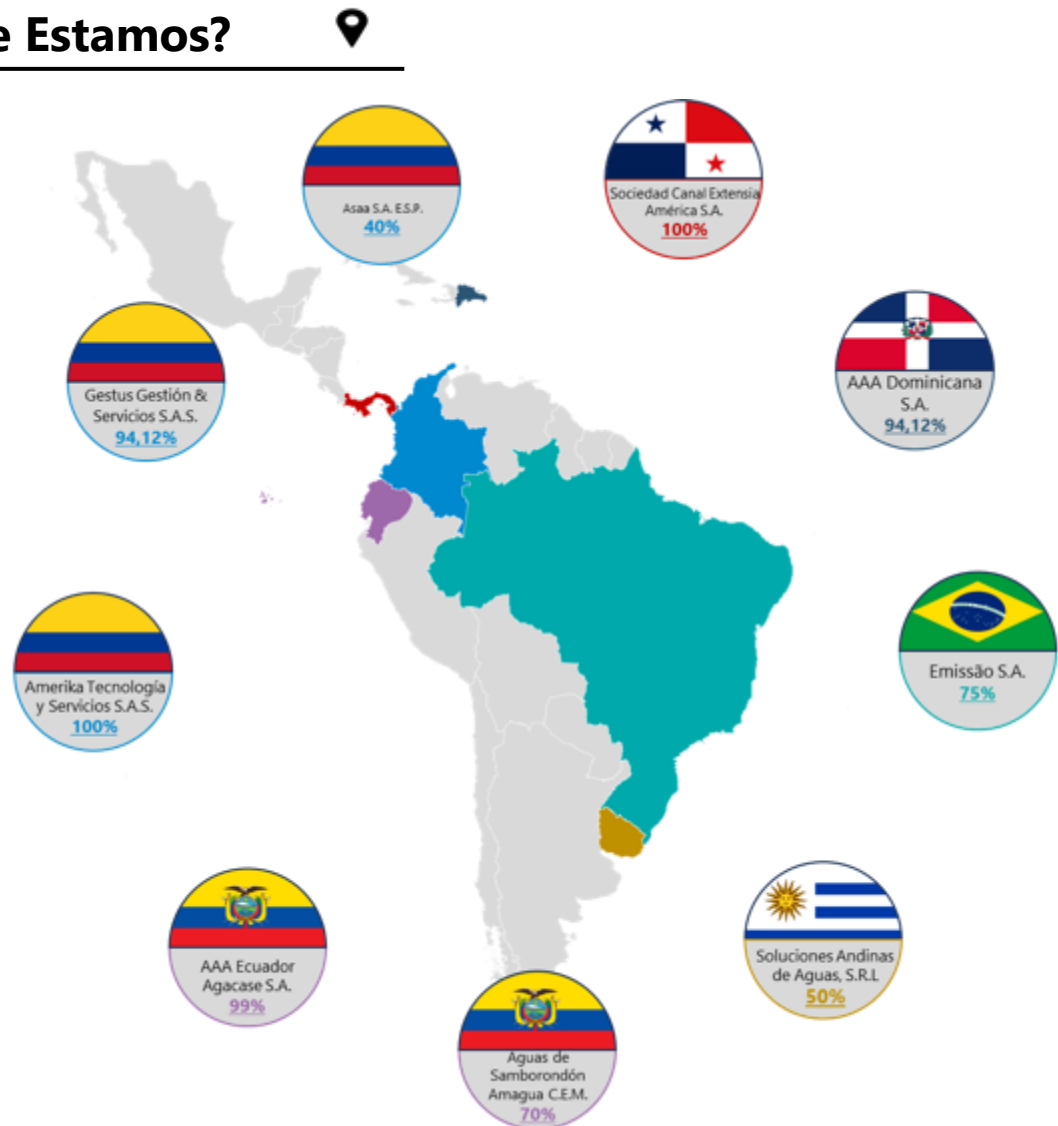 e Estamos?
Asaa S.A. E.S.P.
40%
Sociedad Canal Extensia
América S.A.
100%
Gestus Gestión &
Servicios S.A.S.
94,12%
AAA Dominicana
S.A.
94,12%
Amerika Tecnología
y Servicios S.A.S.
100%
Emissão S.A.
75%
AAA Ecuador
Agacase S.A.
99%
Soluciones Andinas
de Aguas, S.R.L
50%
Aguas de
Samborondón
Amagua C.E.M.
70%